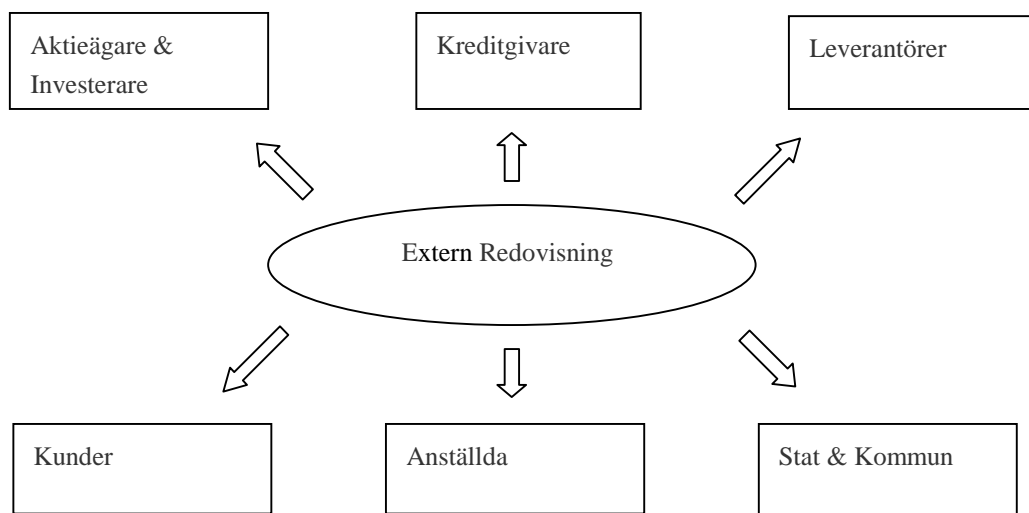 Aktieägare &
Investerare
Kreditgivare
Leverantörer
Extern Redovisning
Kunder
Anställda
Stat & Kommun